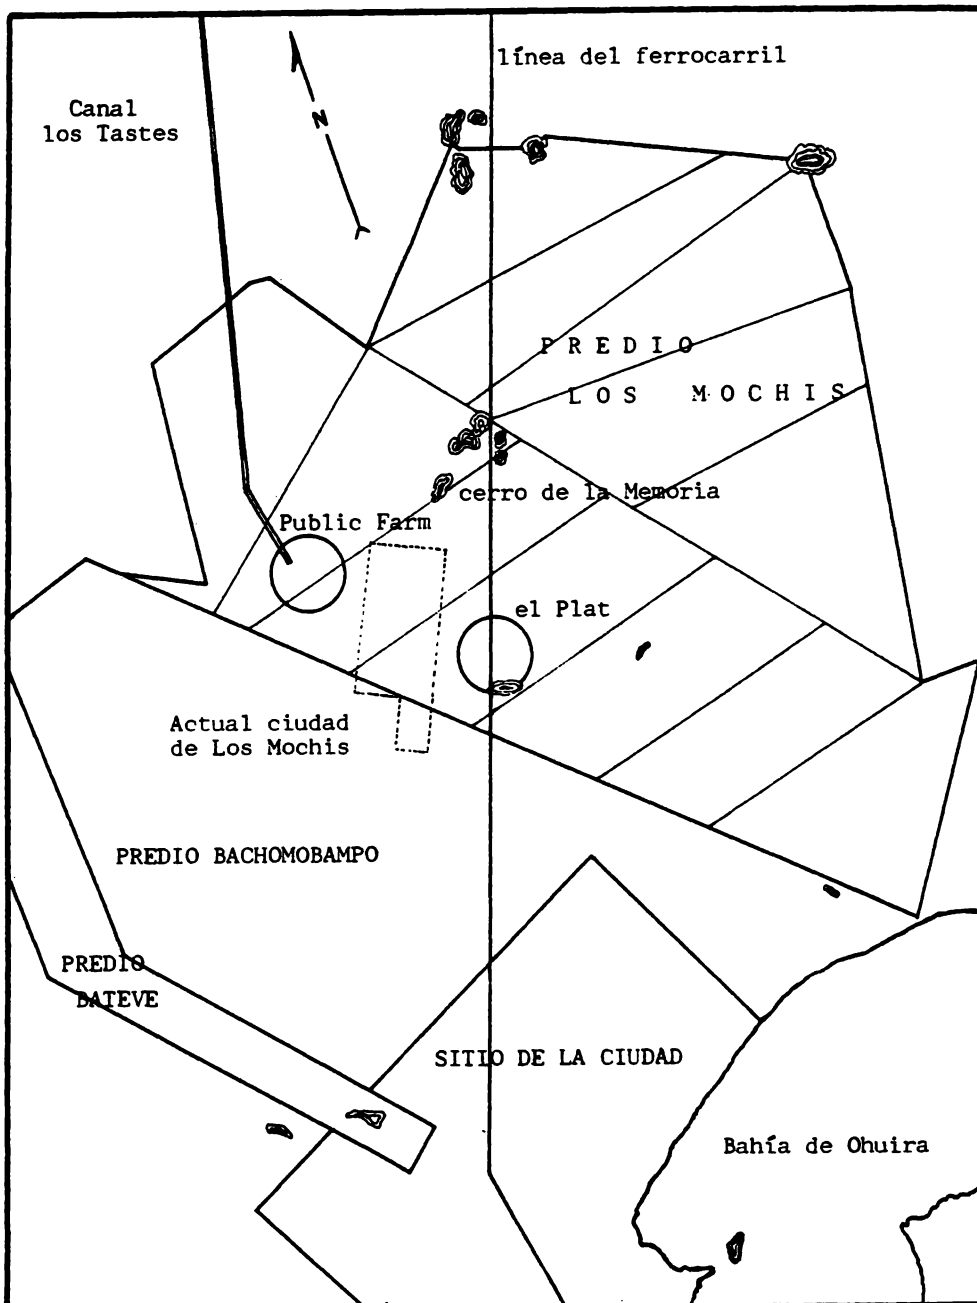 línea del ferrocarril
Canal
los Tastes
N
PREDIO
LOS MOCHIS
cerro de la Memoria
Public Farm
el Plat
Actual ciudad
de Los Mochis
PREDIO BACHOMOBAMPO
PREDIO
BATEVE
SITIO DE LA CIUDAD
Bahía de Ohuira